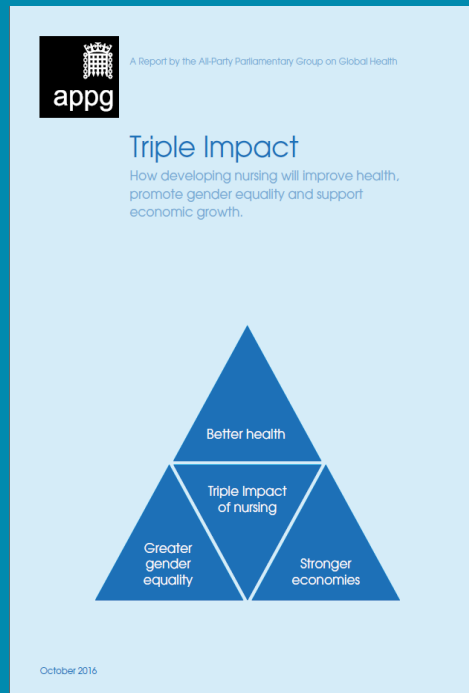 A Report by the All-Party Parliamentary Group on Global Health
appg
Triple Impact
How developing nursing will improve health,
promote gender equality and support
economic growth.
Better health
Triple Impact
of nursing
Greater
gender
equality
Stronger
economies
October 2016